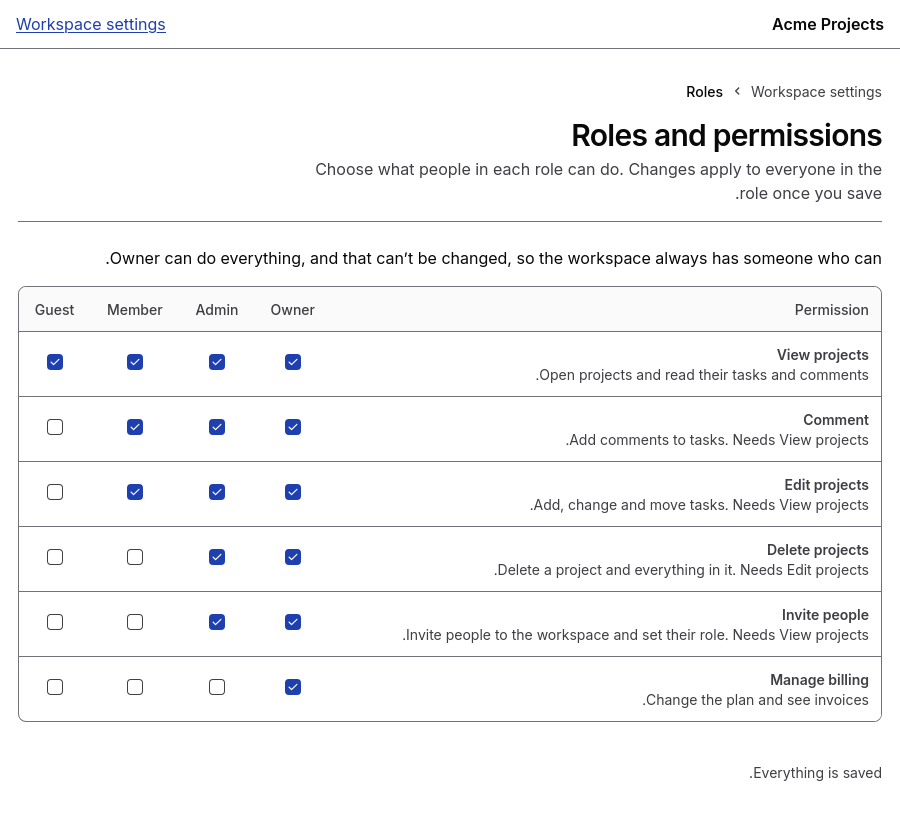 Workspace settings
Acme Projects
Roles ‹ Workspace settings
Roles and permissions
Choose what people in each role can do. Changes apply to everyone in the
.role once you save
.Owner can do everything, and that can’t be changed, so the workspace always has someone who can
Guest Member Admin Owner Permission
View projects
.Open projects and read their tasks and comments
Comment
.Add comments to tasks. Needs View projects
Edit projects
.Add, change and move tasks. Needs View projects
Delete projects
.Delete a project and everything in it. Needs Edit projects
Invite people
.Invite people to the workspace and set their role. Needs View projects
Manage billing
.Change the plan and see invoices
.Everything is saved